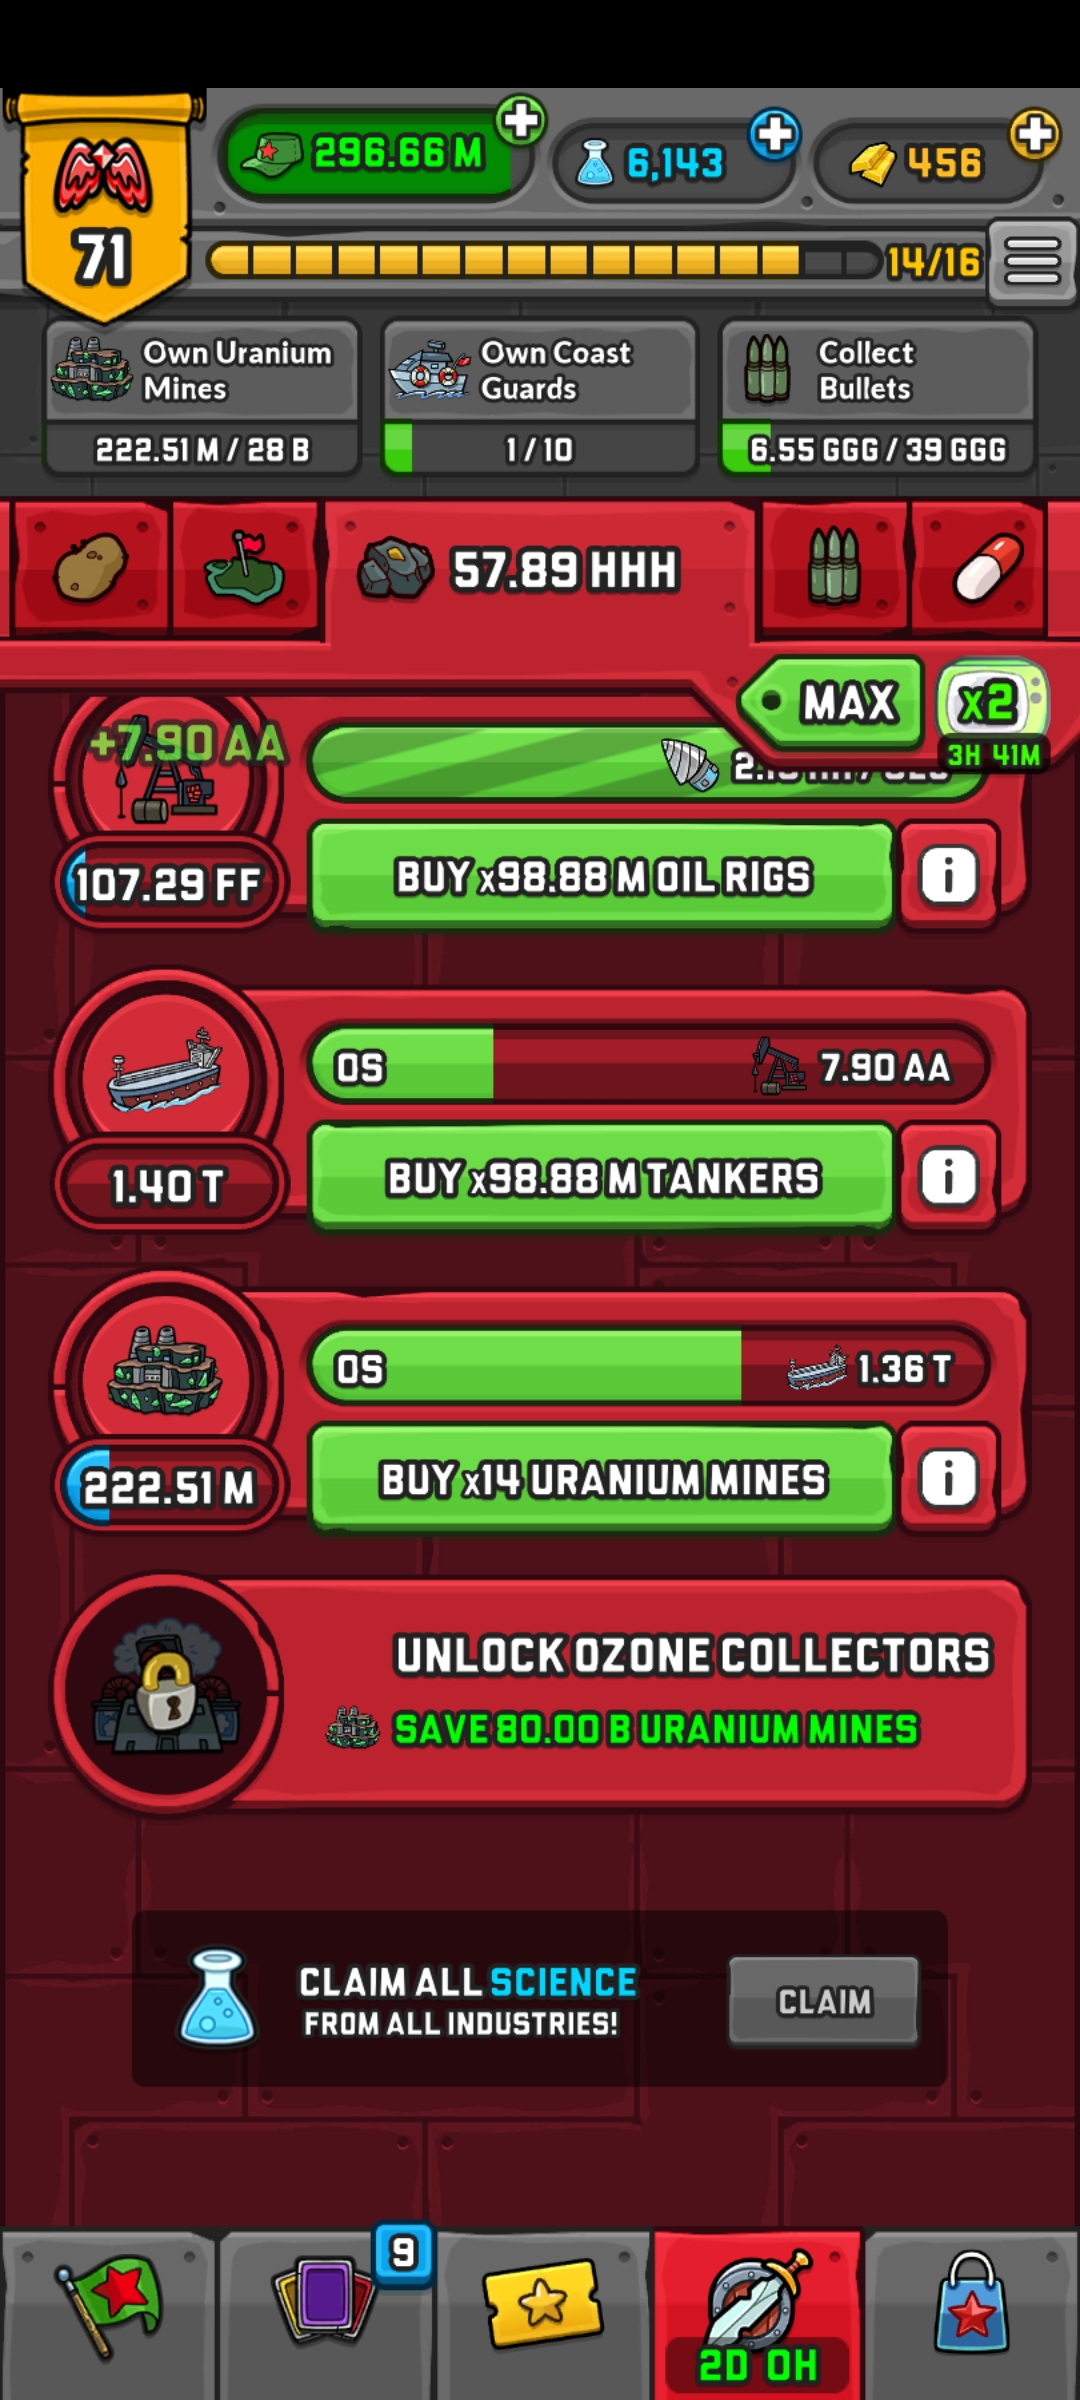 296.66 M
6,143
456
71
14/16
Own Uranium
Mines
222.51 M / 28 B
Own Coast
Guards
1 / 10
Collect
Bullets
6.55 GGG / 39 GGG
57.89 HHH
MAX
x2
3H 41M
+7.90 AA
107.29 FF
BUY x98.88 M OIL RIGS
i
0S
7.90 AA
1.40 T
BUY x98.88 M TANKERS
i
0S
1.36 T
222.51 M
BUY x14 URANIUM MINES
i
UNLOCK OZONE COLLECTORS
SAVE 80.00 B URANIUM MINES
CLAIM ALL SCIENCE
FROM ALL INDUSTRIES!
CLAIM
9
2D 0H